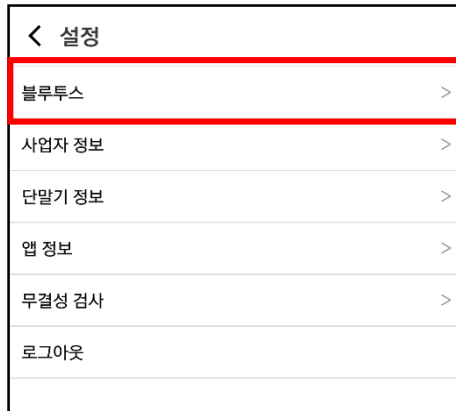 설정
블루투스
사업자 정보
단말기 정보
앱 정보
무결성 검사
로그아웃